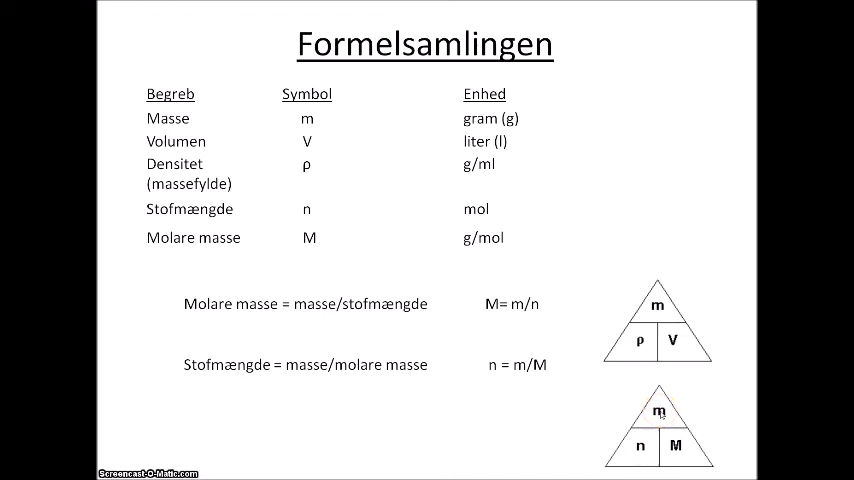 Formelsamlingen
Begreb Symbol Enhed
Masse m gram (g)
Volumen V liter (l)
Densitet ρ g/ml
(massefylde)
Stofmængde n mol
Molare masse M g/mol
Molare masse = masse/stofmængde M= m/n
Stofmængde = masse/molare masse n = m/M
m
ρ V
m
n M
Screencast-O-Matic.com